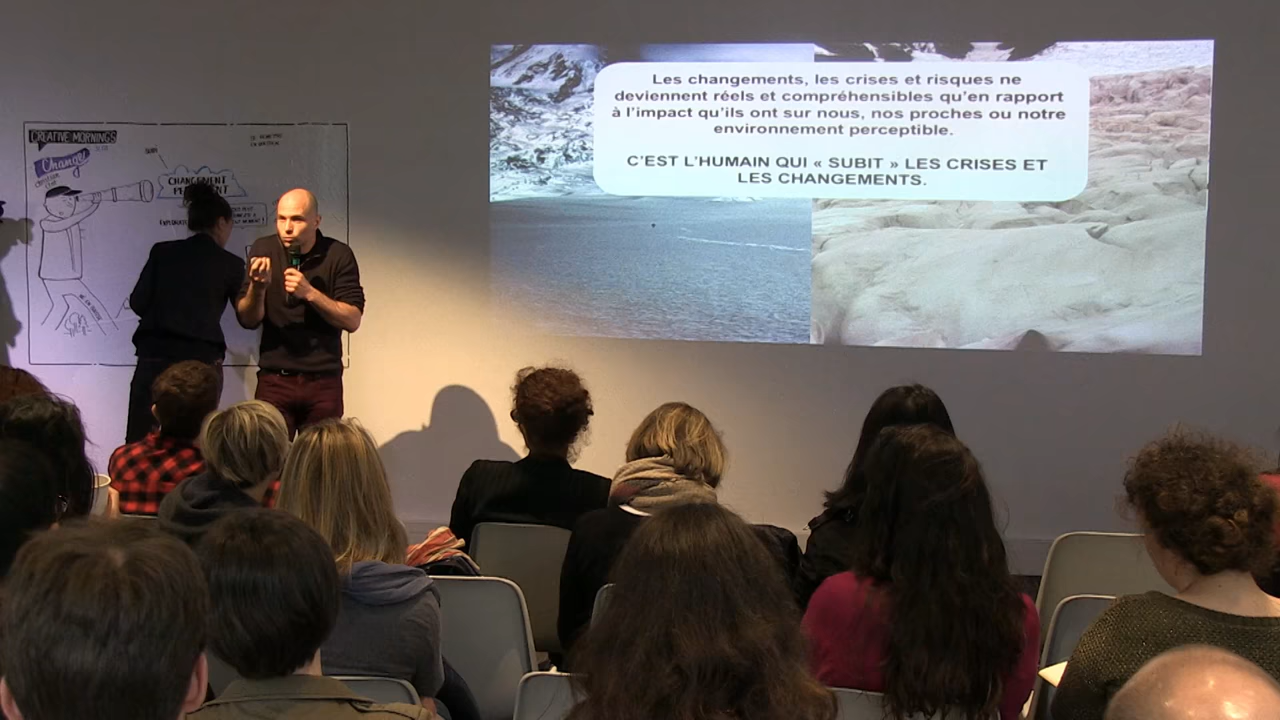 CREATIVE MORNINGS
Change
CHANGEMENT
Les changements, les crises et risques ne
deviennent réels et compréhensibles qu'en rapport
à l'impact qu'ils ont sur nous, nos proches ou notre
environnement perceptible.
C'EST L'HUMAIN QUI « SUBIT » LES CRISES ET
LES CHANGEMENTS.